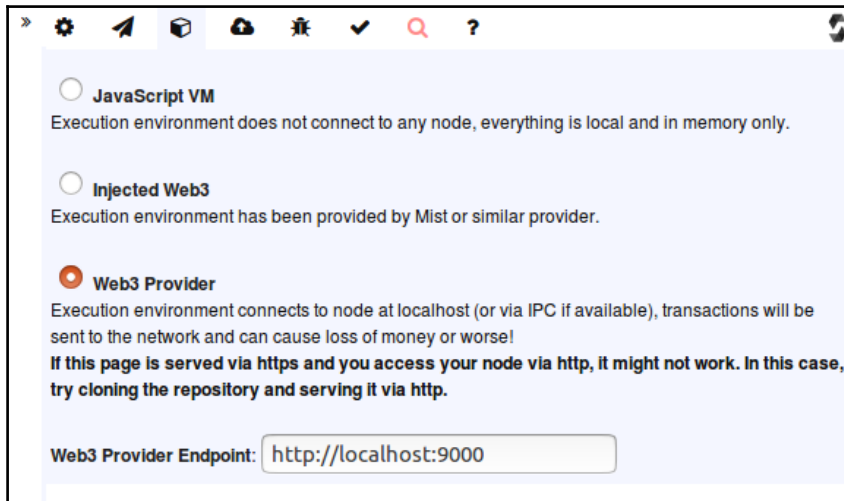 » ?
JavaScript VM
Execution environment does not connect to any node, everything is local and in memory only.
Injected Web3
Execution environment has been provided by Mist or similar provider.
Web3 Provider
Execution environment connects to node at localhost (or via IPC if available), transactions will be
sent to the network and can cause loss of money or worse!
If this page is served via https and you access your node via http, it might not work. In this case,
try cloning the repository and serving it via http.
Web3 Provider Endpoint: http://localhost:9000